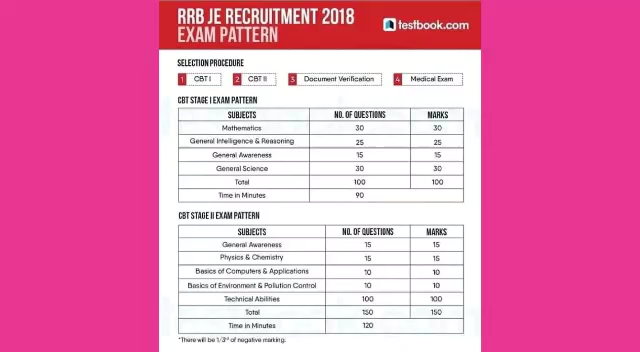 RRB JE RECRUITMENT 2018
EXAM PATTERN
testbook.com
SELECTION PROCEDURE
1 CBT I 2 CBT II 3 Document Verification 4 Medical Exam
CBT STAGE I EXAM PATTERN
SUBJECTS NO. OF QUESTIONS MARKS
Mathematics 30 30
General Intelligence & Reasoning 25 25
General Awareness 15 15
General Science 30 30
Total 100 100
Time in Minutes 90
CBT STAGE II EXAM PATTERN
SUBJECTS NO. OF QUESTIONS MARKS
General Awareness 15 15
Physics & Chemistry 15 15
Basics of Computers & Applications 10 10
Basics of Environment & Pollution Control 10 10
Technical Abilities 100 100
Total 150 150
Time in Minutes 120
*There will be 1/3rd of negative marking.